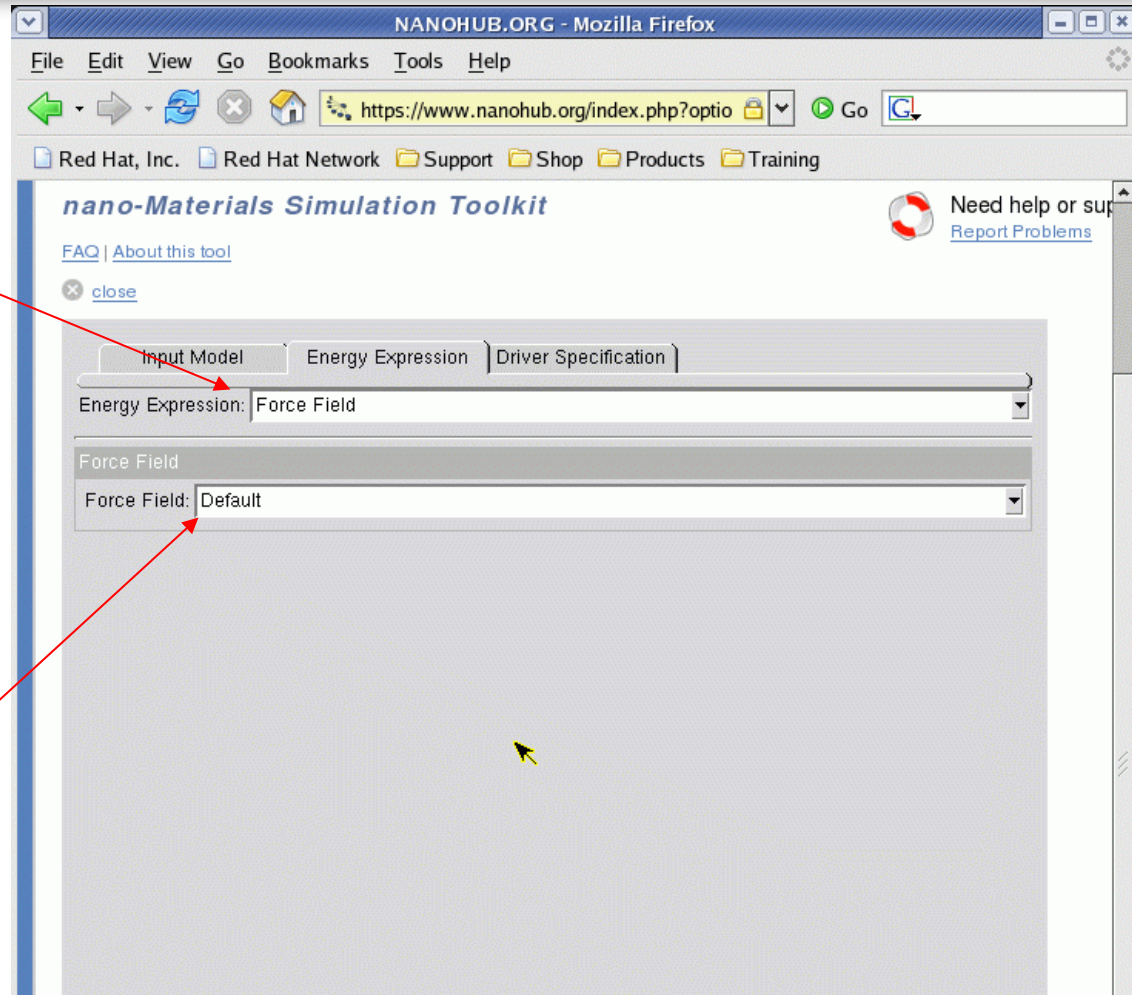 NANOHUB.ORG - Mozilla Firefox
File Edit View Go Bookmarks Tools Help
https://www.nanohub.org/index.php?optio Go G
Red Hat, Inc. Red Hat Network Support Shop Products Training
nano-Materials Simulation Toolkit
Need help or sup
Report Problems
FAQ | About this tool
close
Input Model Energy Expression Driver Specification
Energy Expression: Force Field
Force Field
Force Field: Default